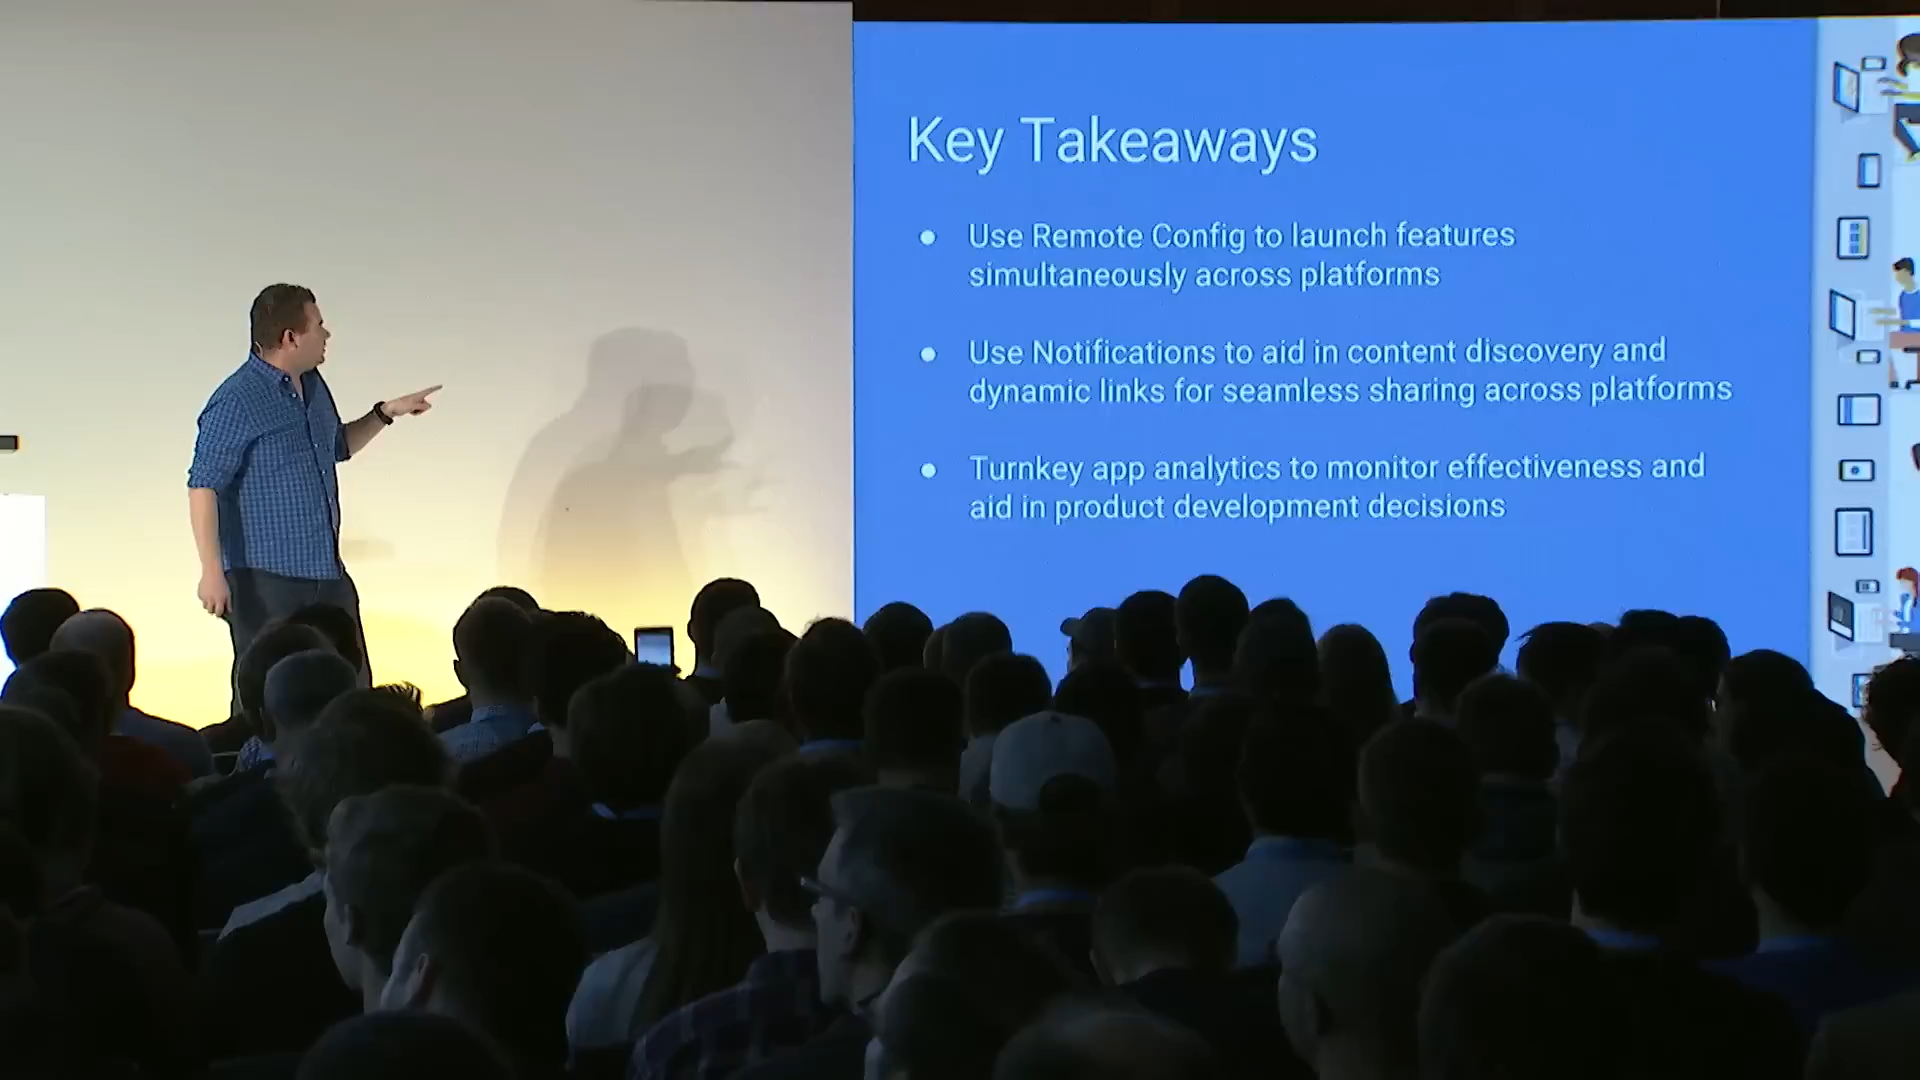 Key Takeaways
● Use Remote Config to launch features
simultaneously across platforms
● Use Notifications to aid in content discovery and
dynamic links for seamless sharing across platforms
● Turnkey app analytics to monitor effectiveness and
aid in product development decisions